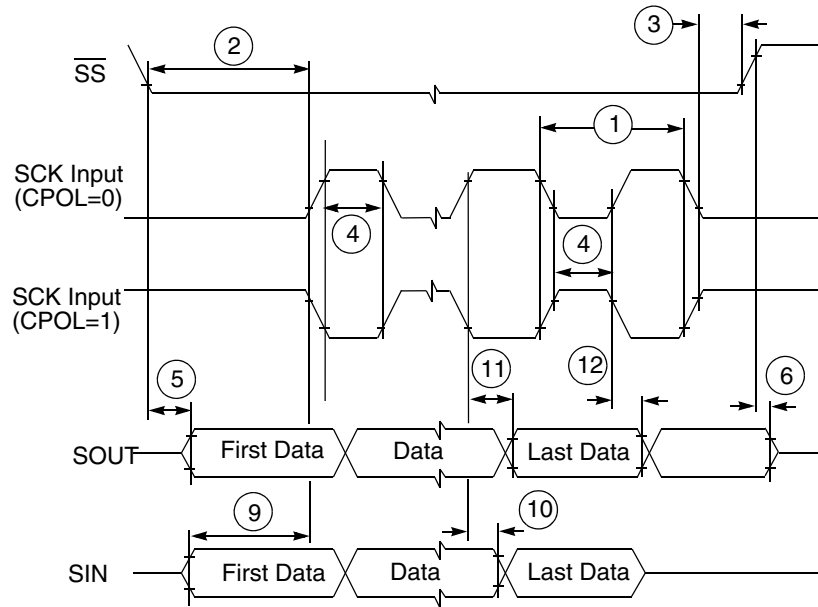 3
2
SS
1
SCK Input
(CPOL=0)
4
4
SCK Input
(CPOL=1)
5
11
12
6
SOUT
First Data
Data
Last Data
9
10
SIN
First Data
Data
Last Data